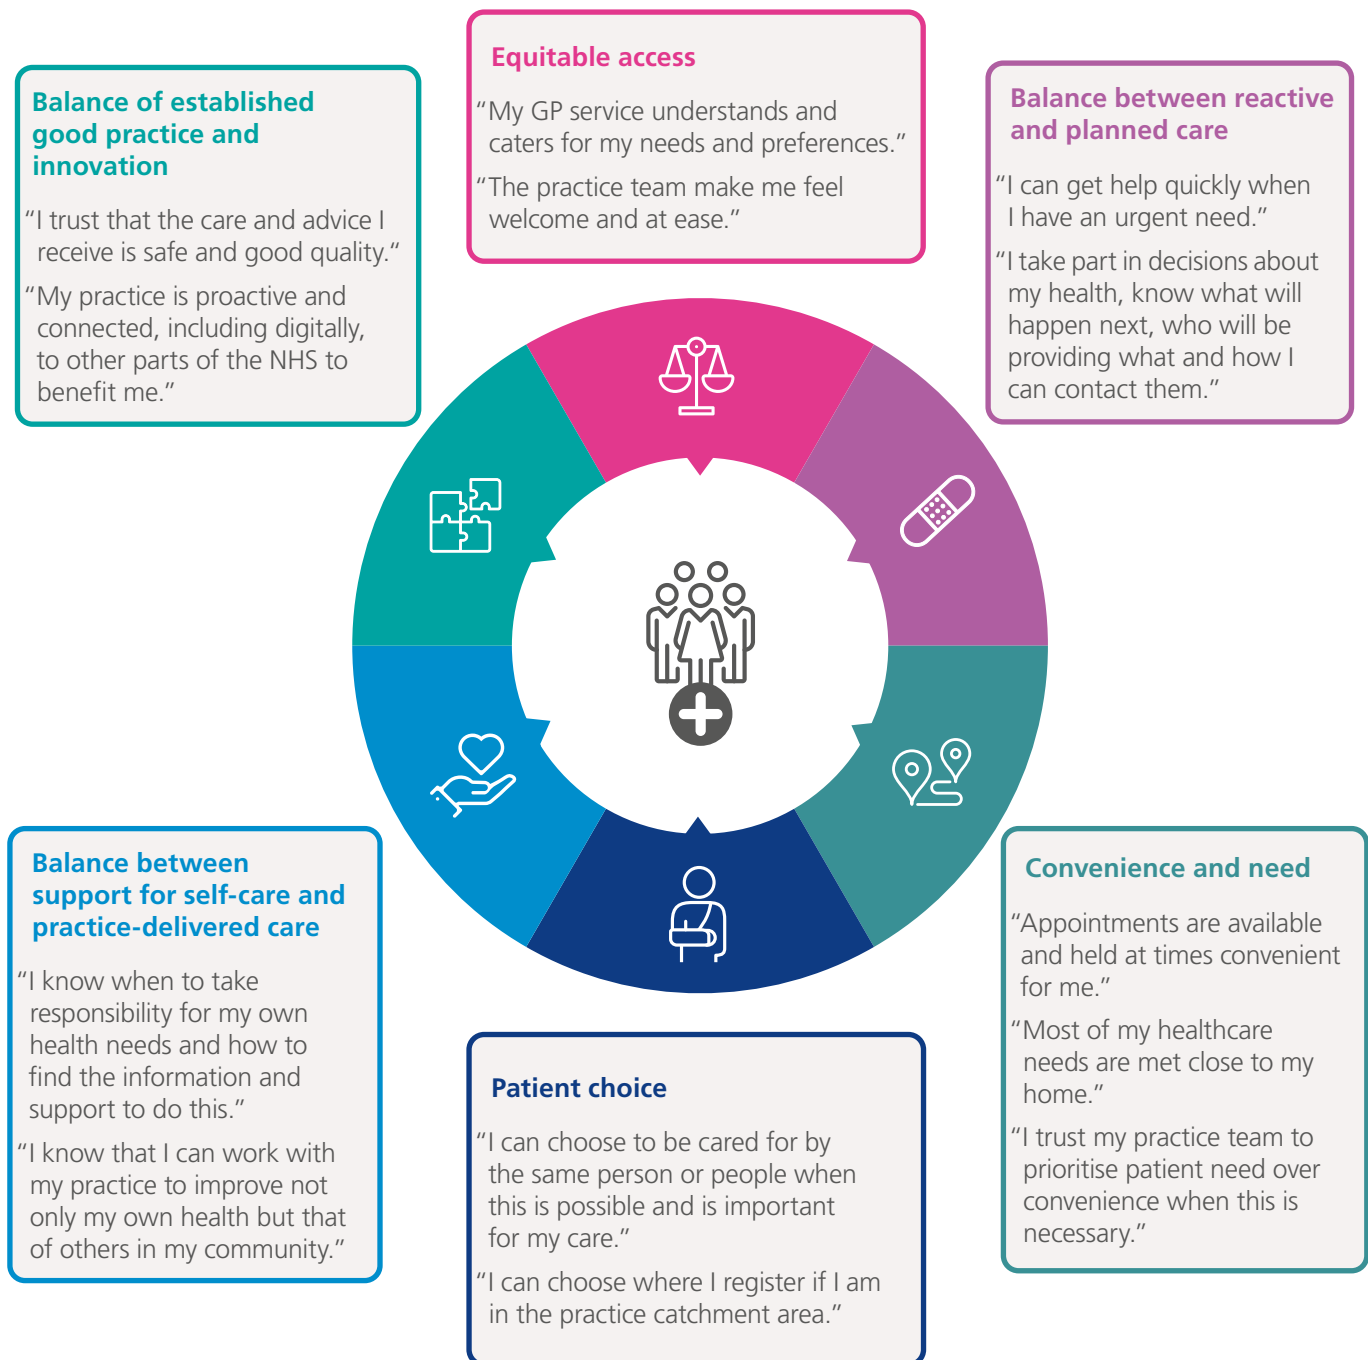 Equitable access
“My GP service understands and
caters for my needs and preferences.”
“The practice team make me feel
welcome and at ease.”
Balance of established
good practice and
innovation
“I trust that the care and advice I
receive is safe and good quality.“
“My practice is proactive and
connected, including digitally,
to other parts of the NHS to
benefit me.”
Balance between reactive
and planned care
“I can get help quickly when
I have an urgent need.”
“I take part in decisions about
my health, know what will
happen next, who will be
providing what and how I
can contact them.”
Balance between
support for self-care and
practice-delivered care
“I know when to take
responsibility for my own
health needs and how to
find the information and
support to do this.”
“I know that I can work with
my practice to improve not
only my own health but that
of others in my community.”
Patient choice
“I can choose to be cared for by
the same person or people when
this is possible and is important
for my care.”
“I can choose where I register if I am
in the practice catchment area.”
Convenience and need
“Appointments are available
and held at times convenient
for me.”
“Most of my healthcare
needs are met close to my
home.”
“I trust my practice team to
prioritise patient need over
convenience when this is
necessary.”